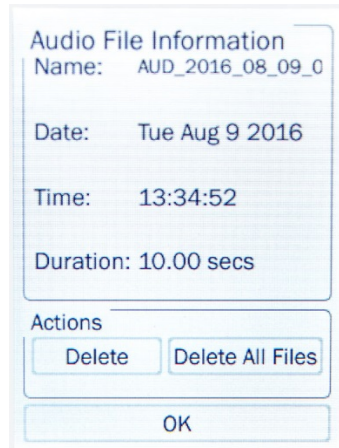 Audio File Information
Name: AUD_2016_08_09_0
Date: Tue Aug 9 2016
Time: 13:34:52
Duration: 10.00 secs
Actions
Delete Delete All Files
OK